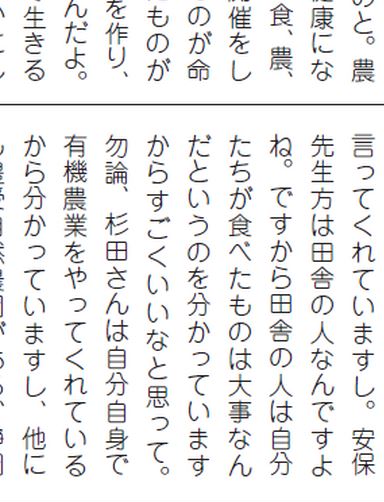 のと。農
健康にな
食、農、
開催をし
のが命
たものが
を作り、
んだよ。
生きる
言ってくれていますし。安保
先生方は田舎の人なんですよ
ね。ですから田舎の人は自分
たちが食べたものは大事なん
だというのを分かっています
からすごくいいなと思って。
勿論、杉田さんは自分自身で
有機農業をやってくれている
から分かっていますし、他に